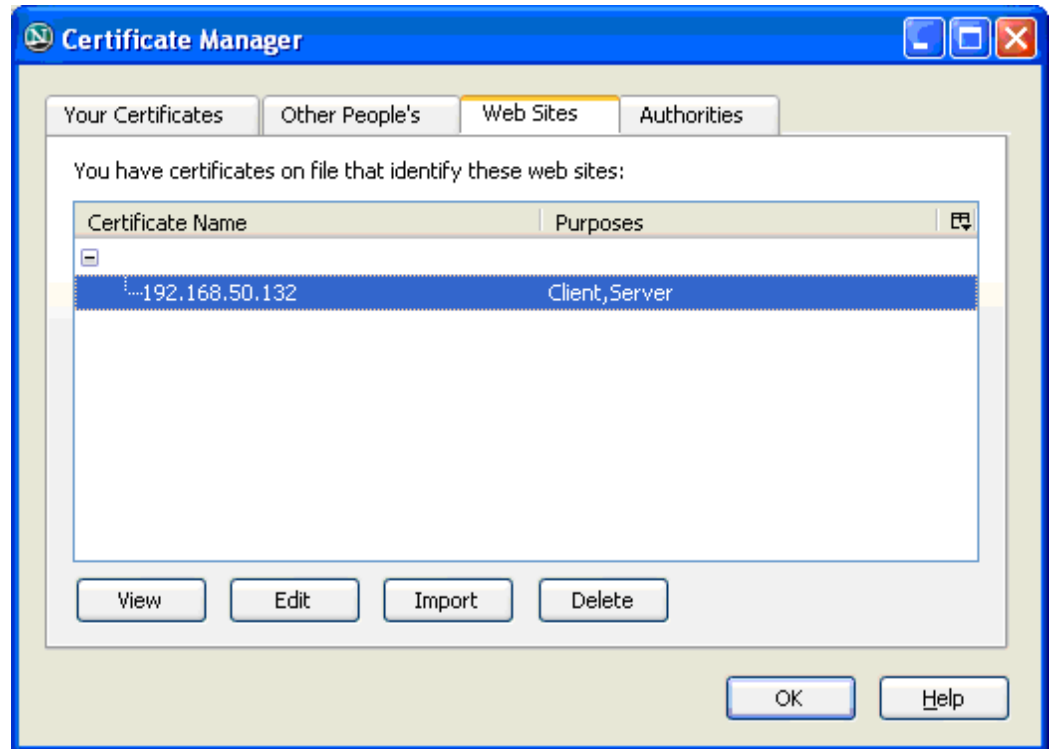 Certificate Manager
Your Certificates Other People's Web Sites Authorities
You have certificates on file that identify these web sites:
Certificate Name Purposes
192.168.50.132 Client,Server
View Edit Import Delete
OK Help